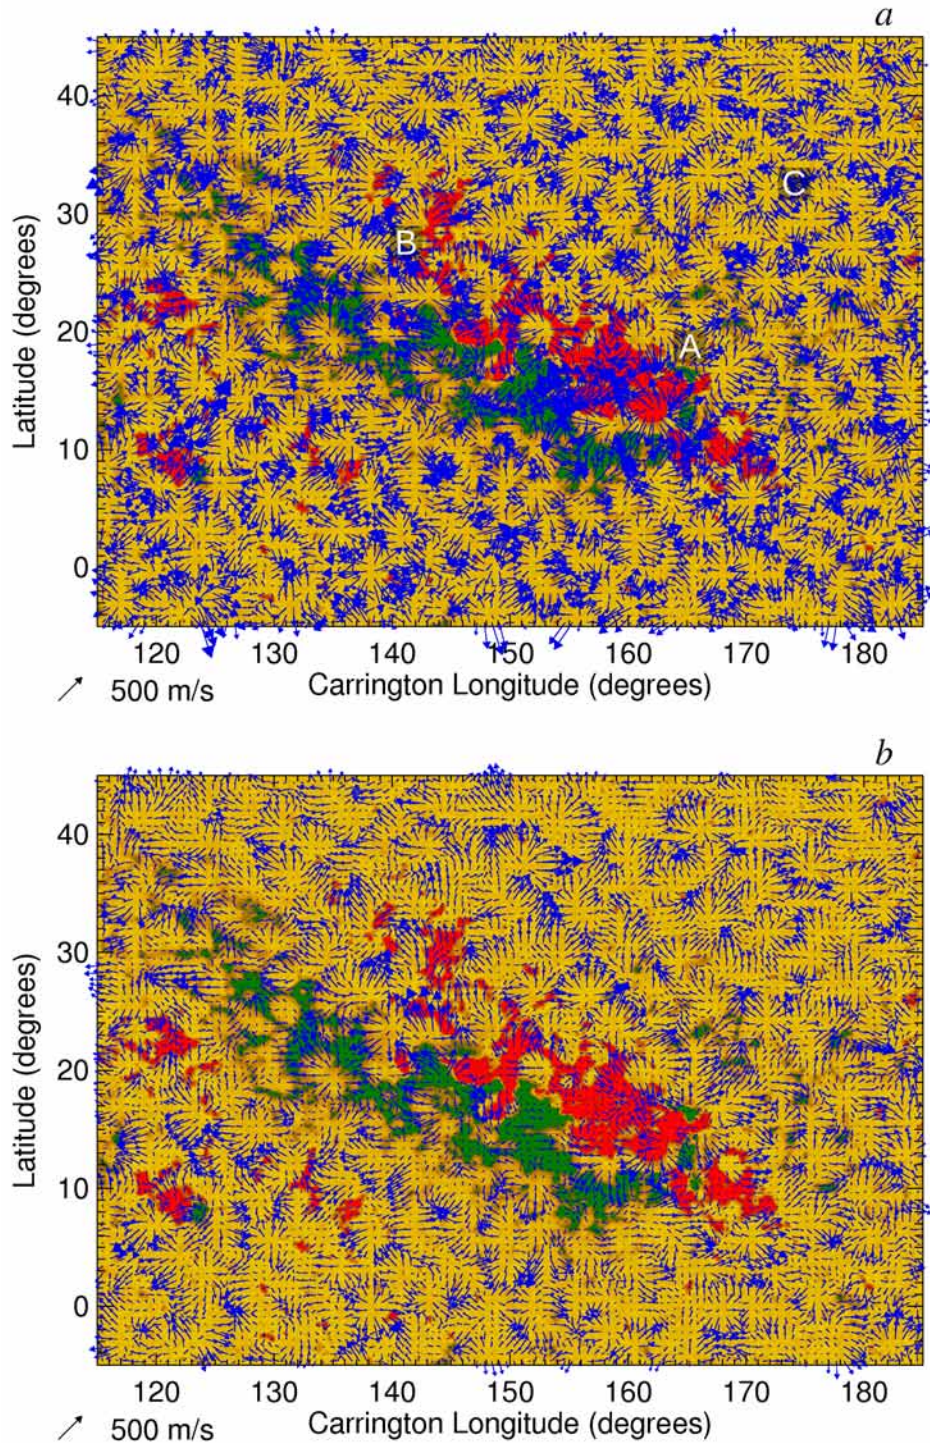 a
40
30
20
10
0
Latitude (degrees)
C
B
A
120 130 140 150 160 170 180
500 m/s Carrington Longitude (degrees)
b
40
30
20
10
0
Latitude (degrees)
120 130 140 150 160 170 180
500 m/s Carrington Longitude (degrees)